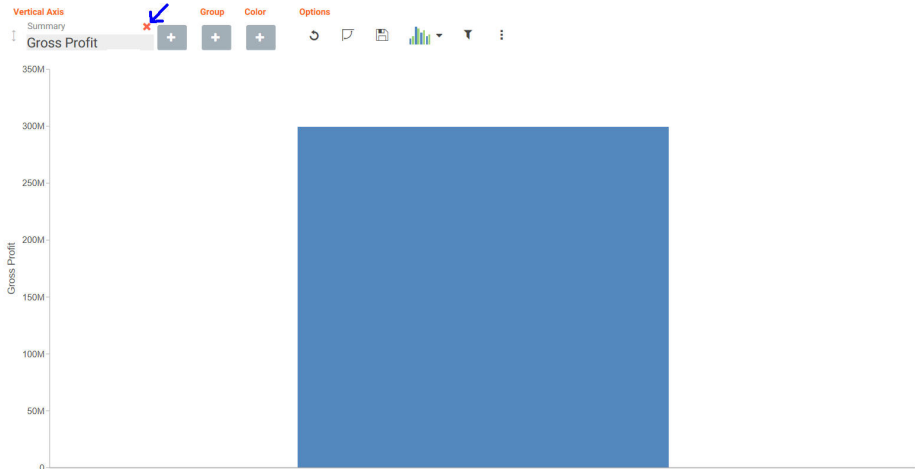 Vertical Axis
Group
Color
Options
Summary
Gross Profit
350M
300M
250M
200M
150M
100M
50M
0
Gross Profit